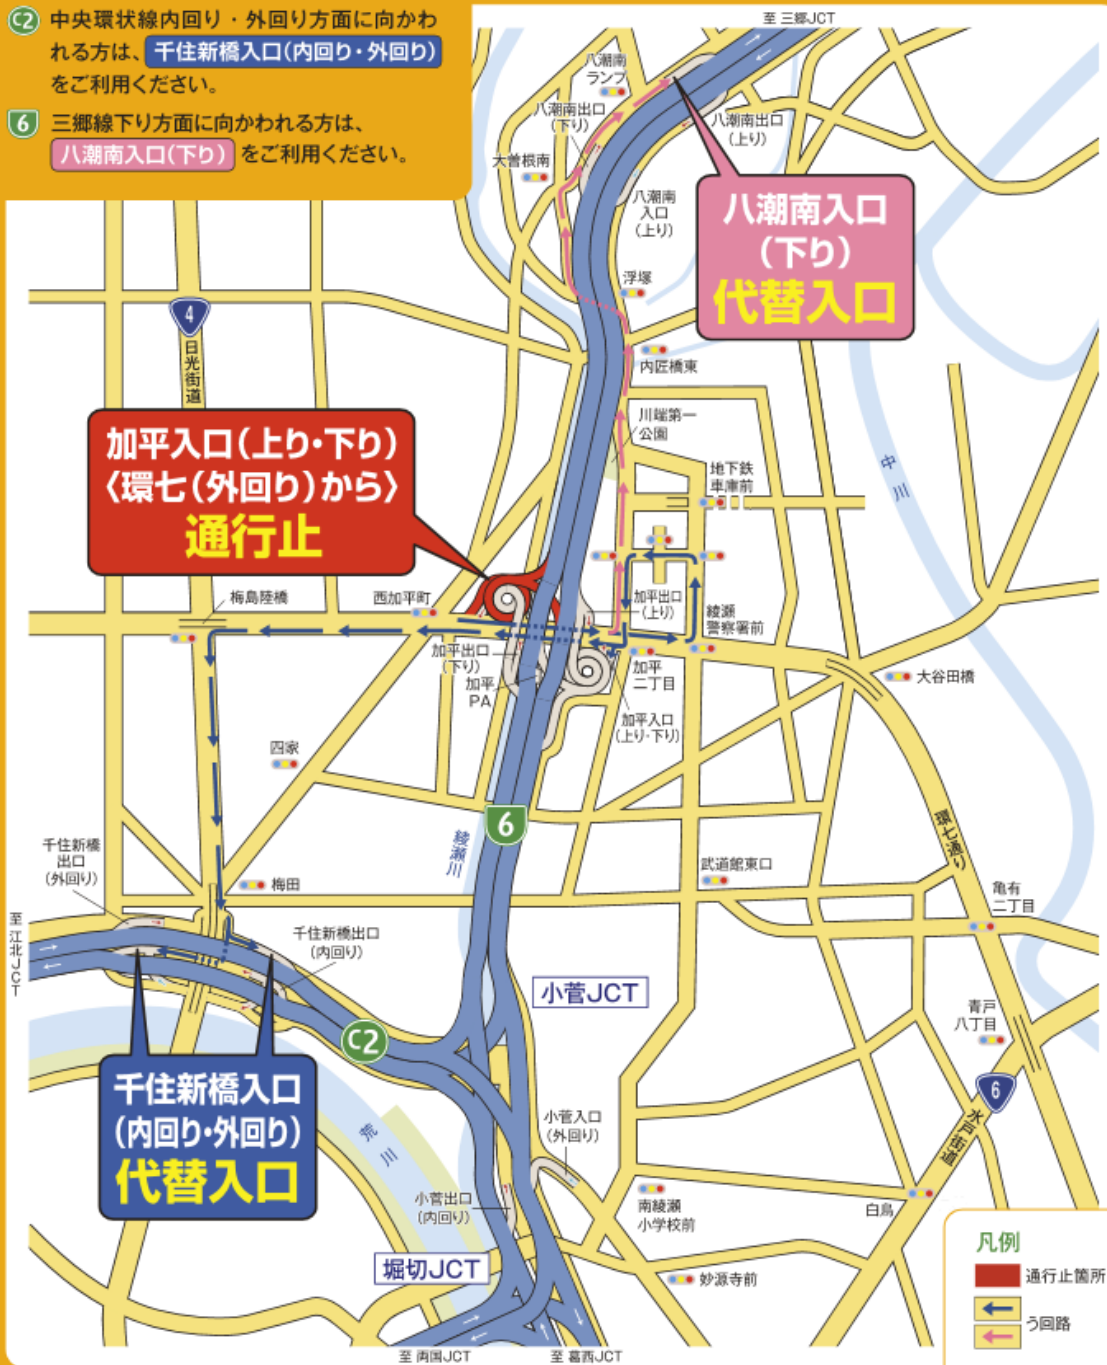 C2 中央環状線内回り・外回り方面に向かわ
れる方は、千住新橋入口(内回り・外回り)
をご利用ください。
6 三郷線下り方面に向かわれる方は、
八潮南入口(下り) をご利用ください。
至 三郷JCT
八潮南
ランプ
八潮南出口
(下り)
八潮南出口
(上り)
大曽根南
八潮南
入口
(上り)
八潮南入口
(下り)
代替入口
浮塚
4
日光街道
内匠橋東
川端第一
公園
加平入口(上り・下り)
〈環七(外回り)から〉
通行止
地下鉄
車庫前
中川
梅島陸橋
西加平町
加平出口
(上り)
綾瀬
警察署前
加平出口
(下り)
加平
PA
加平
二丁目
大谷田橋
加平入口
(上り・下り)
四家
6
綾瀬川
環七通り
千住新橋
出口
(外回り)
梅田
武道館東口
亀有
二丁目
至 江北JCT
千住新橋出口
(内回り)
小菅JCT
青戸
八丁目
C2
千住新橋入口
(内回り・外回り)
代替入口
6
水戸街道
荒川
小菅入口
(外回り)
小菅出口
(内回り)
南綾瀬
小学校前
白鳥
堀切JCT
妙源寺前
凡例
通行止箇所
う回路
至 両国JCT
至 葛西JCT